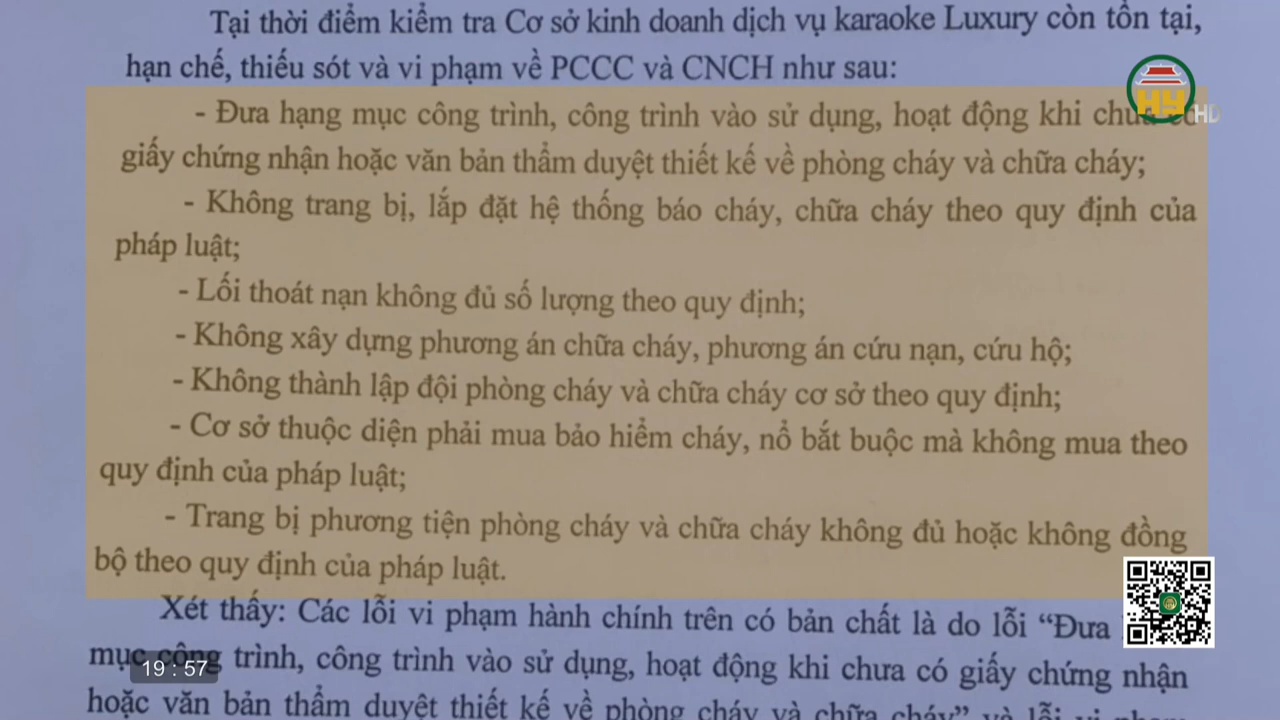 Tại thời điểm kiểm tra Cơ sở kinh doanh dịch vụ karaoke Luxury còn tồn tại,
hạn chế, thiếu sót và vi phạm về PCCC và CNCH như sau:
- Đưa hạng mục công trình, công trình vào sử dụng, hoạt động khi chưa có
giấy chứng nhận hoặc văn bản thẩm duyệt thiết kế về phòng cháy và chữa cháy;
- Không trang bị, lắp đặt hệ thống báo cháy, chữa cháy theo quy định của
pháp luật;
- Lối thoát nạn không đủ số lượng theo quy định;
- Không xây dựng phương án chữa cháy, phương án cứu nạn, cứu hộ;
- Không thành lập đội phòng cháy và chữa cháy cơ sở theo quy định;
- Cơ sở thuộc diện phải mua bảo hiểm cháy, nổ bắt buộc mà không mua theo
quy định của pháp luật;
- Trang bị phương tiện phòng cháy và chữa cháy không đủ hoặc không đồng
bộ theo quy định của pháp luật.
Xét thấy: Các lỗi vi phạm hành chính trên có bản chất là do lỗi “Đưa
mục công trình, công trình vào sử dụng, hoạt động khi chưa có giấy chứng nhận
hoặc văn bản thẩm duyệt thiết kế về phòng cháy và chữa cháy” và lỗi vi phạm
HY HD
19 : 57